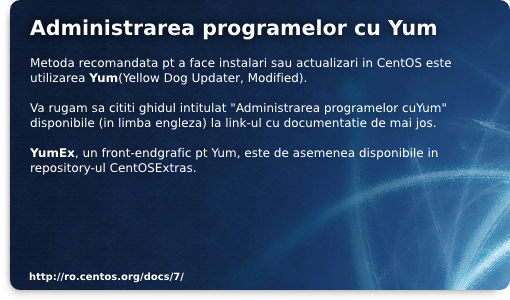 Administrarea programelor cu Yum
Metoda recomandata pt a face instalari sau actualizari in CentOS este
utilizarea Yum(Yellow Dog Updater, Modified).
Va rugam sa cititi ghidul intitulat "Administrarea programelor cuYum"
disponibile (in limba engleza) la link-ul cu documentatie de mai jos.
YumEx, un front-endgrafic pt Yum, este de asemenea disponibile in
repository-ul CentOSExtras.
http://ro.centos.org/docs/7/